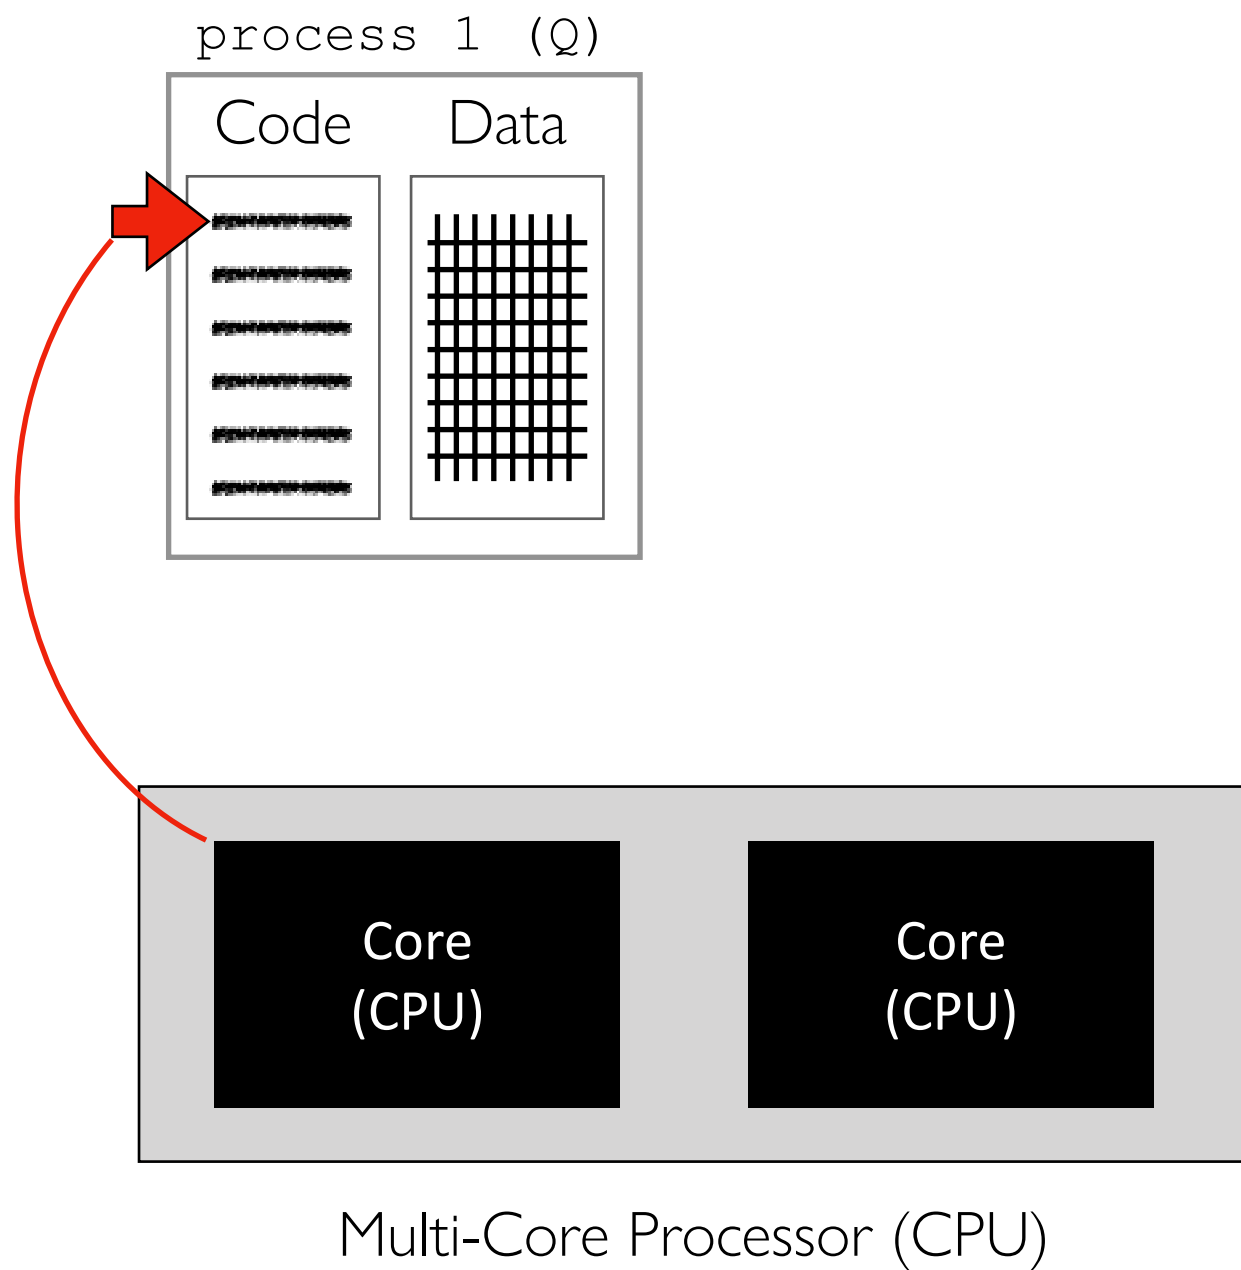 process 1 (Q)
Code Data
Core
(CPU)
Core
(CPU)
Multi-Core Processor (CPU)